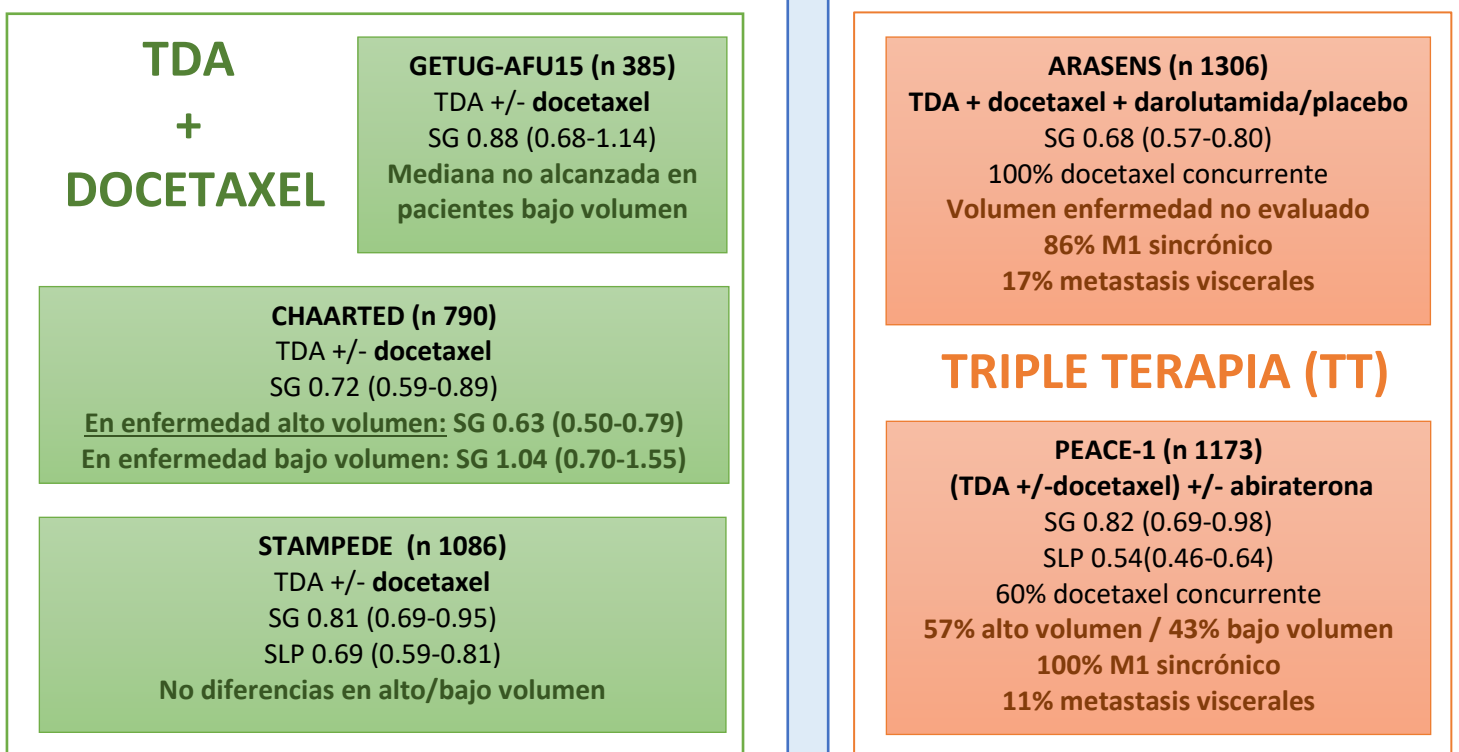 TDA
+
DOCETAXEL
GETUG-AFU15 (n 385)
TDA +/- docetaxel
SG 0.88 (0.68-1.14)
Mediana no alcanzada en
pacientes bajo volumen
CHAARTED (n 790)
TDA +/- docetaxel
SG 0.72 (0.59-0.89)
En enfermedad alto volumen: SG 0.63 (0.50-0.79)
En enfermedad bajo volumen: SG 1.04 (0.70-1.55)
STAMPEDE (n 1086)
TDA +/- docetaxel
SG 0.81 (0.69-0.95)
SLP 0.69 (0.59-0.81)
No diferencias en alto/bajo volumen
ARASENS (n 1306)
TDA + docetaxel + darolutamida/placebo
SG 0.68 (0.57-0.80)
100% docetaxel concurrente
Volumen enfermedad no evaluado
86% M1 sincrónico
17% metastasis viscerales
TRIPLE TERAPIA (TT)
PEACE-1 (n 1173)
(TDA +/-docetaxel) +/- abiraterona
SG 0.82 (0.69-0.98)
SLP 0.54(0.46-0.64)
60% docetaxel concurrente
57% alto volumen / 43% bajo volumen
100% M1 sincrónico
11% metastasis viscerales